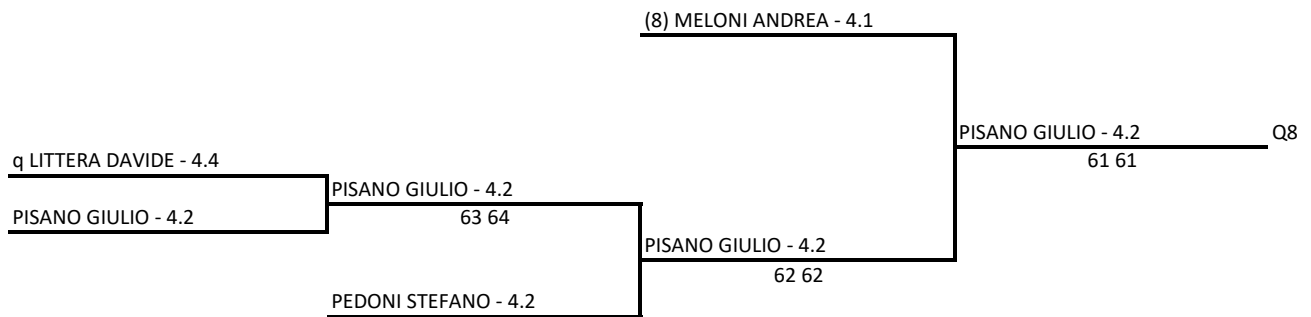 (8) MELONI ANDREA - 4.1
PISANO GIULIO - 4.2
Q8
q LITTERA DAVIDE - 4.4
61 61
PISANO GIULIO - 4.2
PISANO GIULIO - 4.2
63 64
PISANO GIULIO - 4.2
62 62
PEDONI STEFANO - 4.2